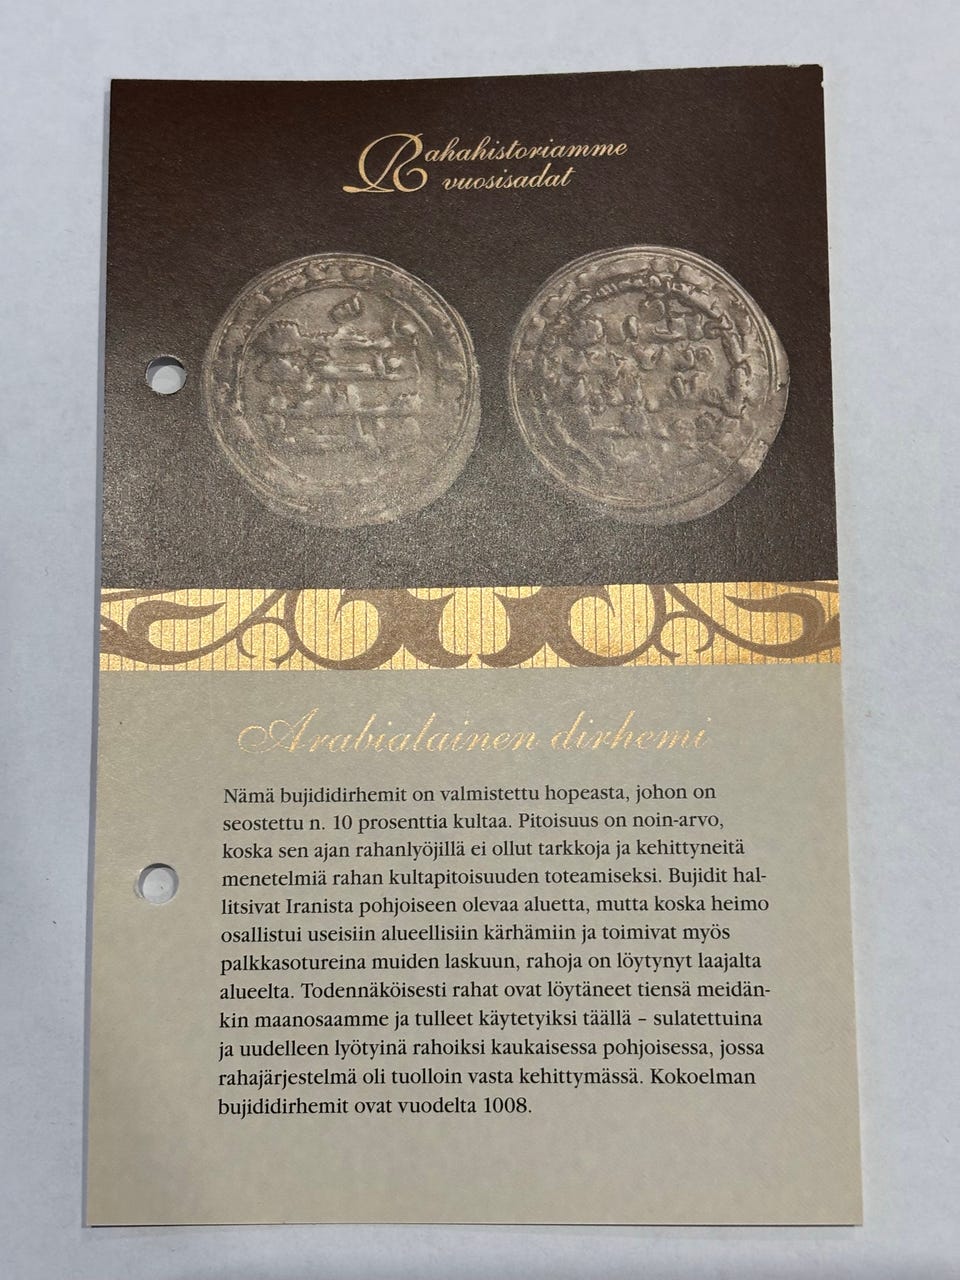 Rahahistoriamme
vuosisadat
Arabialainen dirhemi
Nämä bujididirhemit on valmistettu hopeasta, johon on
seostettu n. 10 prosenttia kultaa. Pitoisuus on noin-arvo,
koska sen ajan rahanlyöjillä ei ollut tarkkoja ja kehittyneitä
menetelmiä rahan kultapitoisuuden toteamiseksi. Bujidit hal-
litsivat Iranista pohjoiseen olevaa aluetta, mutta koska heimo
osallistui useisiin alueellisiin kärhämiin ja toimivat myös
palkkasotureina muiden laskuun, rahoja on löytynyt laajalta
alueelta. Todennäköisesti rahat ovat löytäneet tiensä meidän-
kin maanosaamme ja tulleet käytetyiksi täällä – sulatettuina
ja uudelleen lyötyinä rahoiksi kaukaisessa pohjoisessa, jossa
rahajärjestelmä oli tuolloin vasta kehittymässä. Kokoelman
bujididirhemit ovat vuodelta 1008.